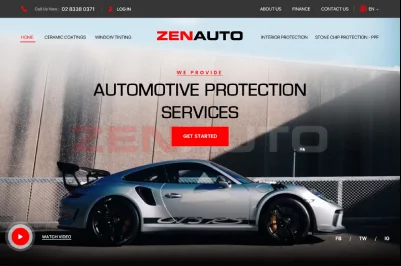 Call Us Now : 02 8338 0371
LOG IN
ABOUT US
FINANCE
CONTACT US
EN
HOME
CERAMIC COATINGS
WINDOW TINTING
ZENAUTO
INTERIOR PROTECTION
STONE CHIP PROTECTION - PPF
WE PROVIDE
AUTOMOTIVE PROTECTION
SERVICES
ZENAUTO
GET STARTED
GT3 RS
WATCH VIDEO
FB / TW / IG